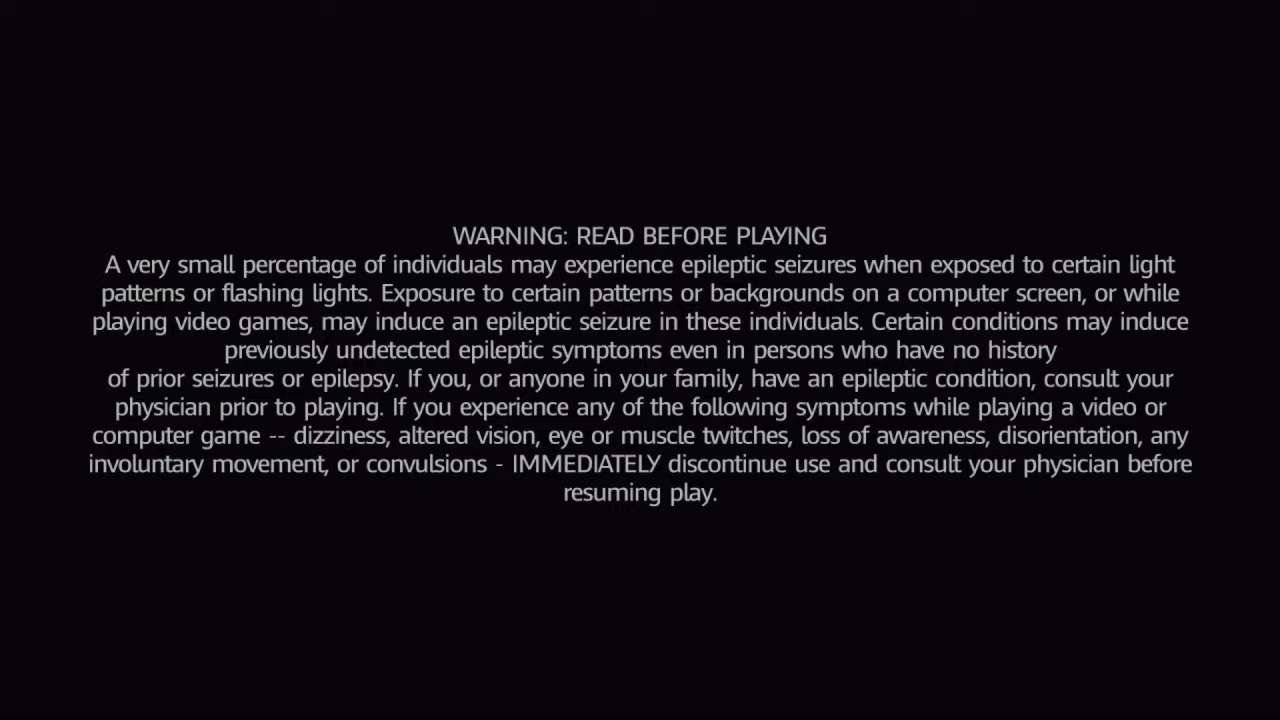 WARNING: READ BEFORE PLAYING
A very small percentage of individuals may experience epileptic seizures when exposed to certain light
patterns or flashing lights. Exposure to certain patterns or backgrounds on a computer screen, or while
playing video games, may induce an epileptic seizure in these individuals. Certain conditions may induce
previously undetected epileptic symptoms even in persons who have no history
of prior seizures or epilepsy. If you, or anyone in your family, have an epileptic condition, consult your
physician prior to playing. If you experience any of the following symptoms while playing a video or
computer game -- dizziness, altered vision, eye or muscle twitches, loss of awareness, disorientation, any
involuntary movement, or convulsions - IMMEDIATELY discontinue use and consult your physician before
resuming play.